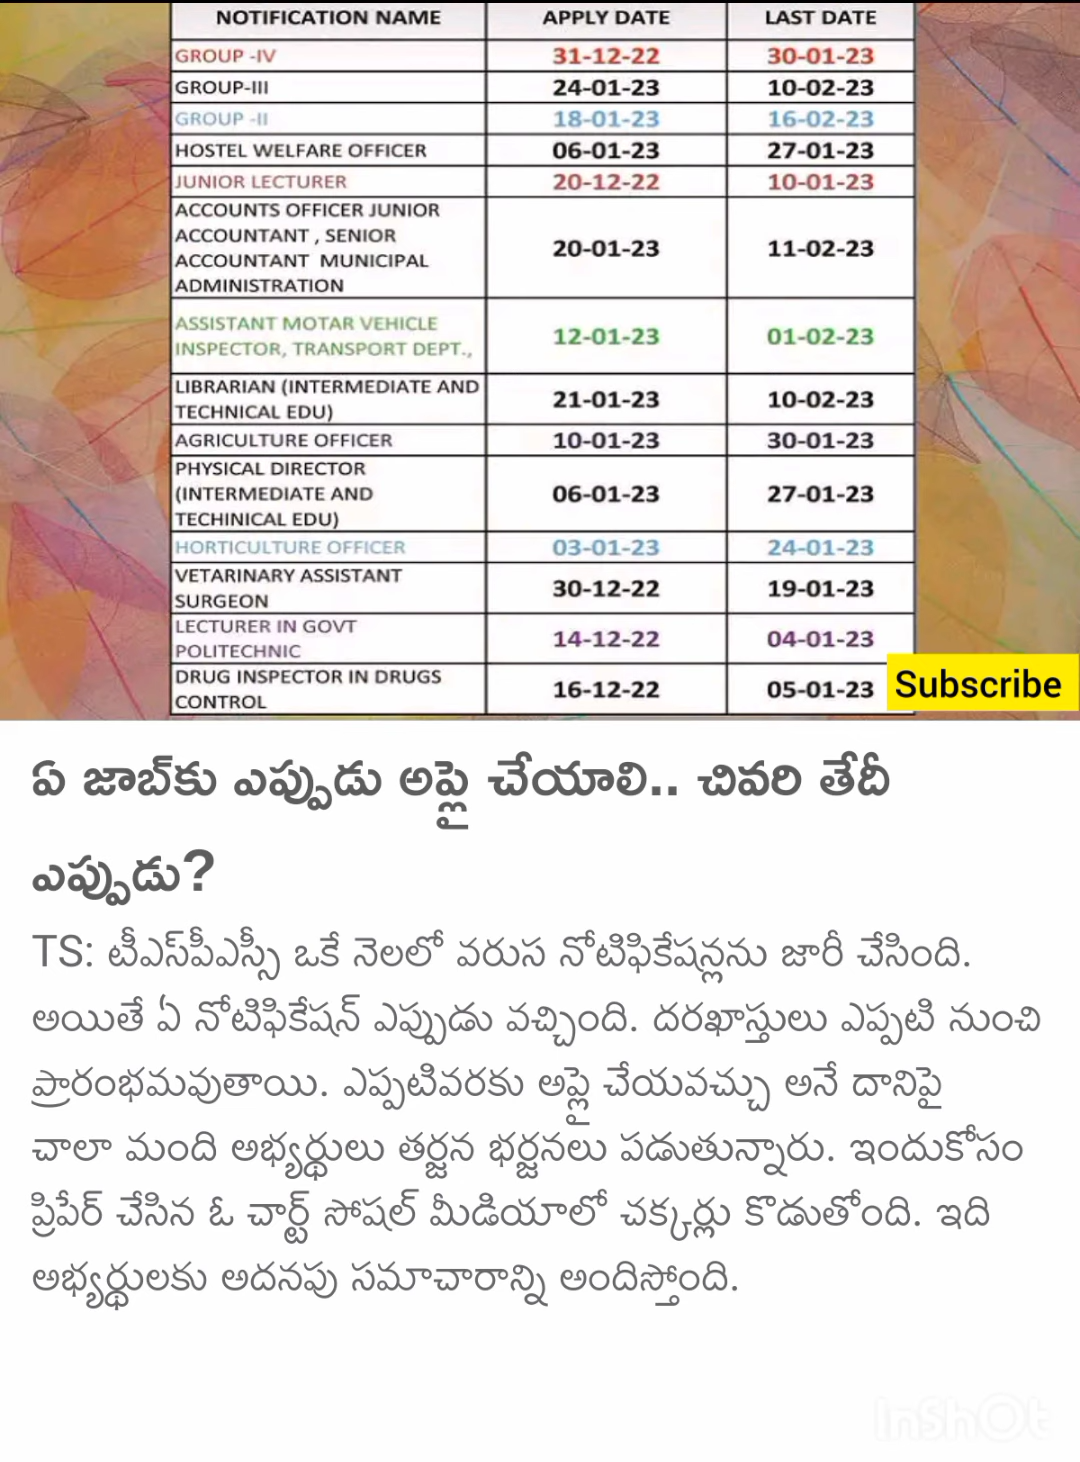 NOTIFICATION NAME APPLY DATE LAST DATE
GROUP -IV 31-12-22 30-01-23
GROUP-III 24-01-23 10-02-23
GROUP -II 18-01-23 16-02-23
HOSTEL WELFARE OFFICER 06-01-23 27-01-23
JUNIOR LECTURER 20-12-22 10-01-23
ACCOUNTS OFFICER JUNIOR
ACCOUNTANT , SENIOR
ACCOUNTANT MUNICIPAL
ADMINISTRATION
20-01-23 11-02-23
ASSISTANT MOTAR VEHICLE
INSPECTOR, TRANSPORT DEPT.,
12-01-23 01-02-23
LIBRARIAN (INTERMEDIATE AND
TECHNICAL EDU)
21-01-23 10-02-23
AGRICULTURE OFFICER 10-01-23 30-01-23
PHYSICAL DIRECTOR
(INTERMEDIATE AND
TECHINICAL EDU)
06-01-23 27-01-23
HORTICULTURE OFFICER 03-01-23 24-01-23
VETARINARY ASSISTANT
SURGEON
30-12-22 19-01-23
LECTURER IN GOVT
POLITECHNIC
14-12-22 04-01-23
DRUG INSPECTOR IN DRUGS
CONTROL
16-12-22 05-01-23
Subscribe
ఏ జాబ్‌కు ఎప్పుడు అప్లై చేయాలి.. చివరి తేదీ
ఎప్పుడు?
TS: టీఎస్‌పీఎస్సీ ఒకే నెలలో వరుస నోటిఫికేషన్లను జారీ చేసింది.
అయితే ఏ నోటిఫికేషన్ ఎప్పుడు వచ్చింది. దరఖాస్తులు ఎప్పటి నుంచి
ప్రారంభమవుతాయి. ఎప్పటివరకు అప్లై చేయవచ్చు అనే దానిపై
చాలా మంది అభ్యర్థులు తర్జన భర్జనలు పడుతున్నారు. ఇందుకోసం
ప్రిపేర్ చేసిన ఓ చార్ట్ సోషల్ మీడియాలో చక్కర్లు కొడుతోంది. ఇది
అభ్యర్థులకు అదనపు సమాచారాన్ని అందిస్తోంది.
InShOt